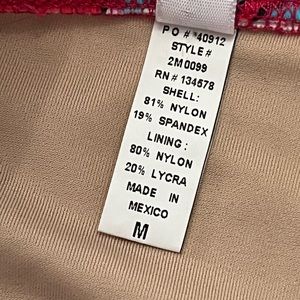 PO # *40912
STYLE #
2M0099
RN # 134578
SHELL:
81% NYLON
19% SPANDEX
LINING:
80% NYLON
20% LYCRA
MADE IN
MEXICO
M